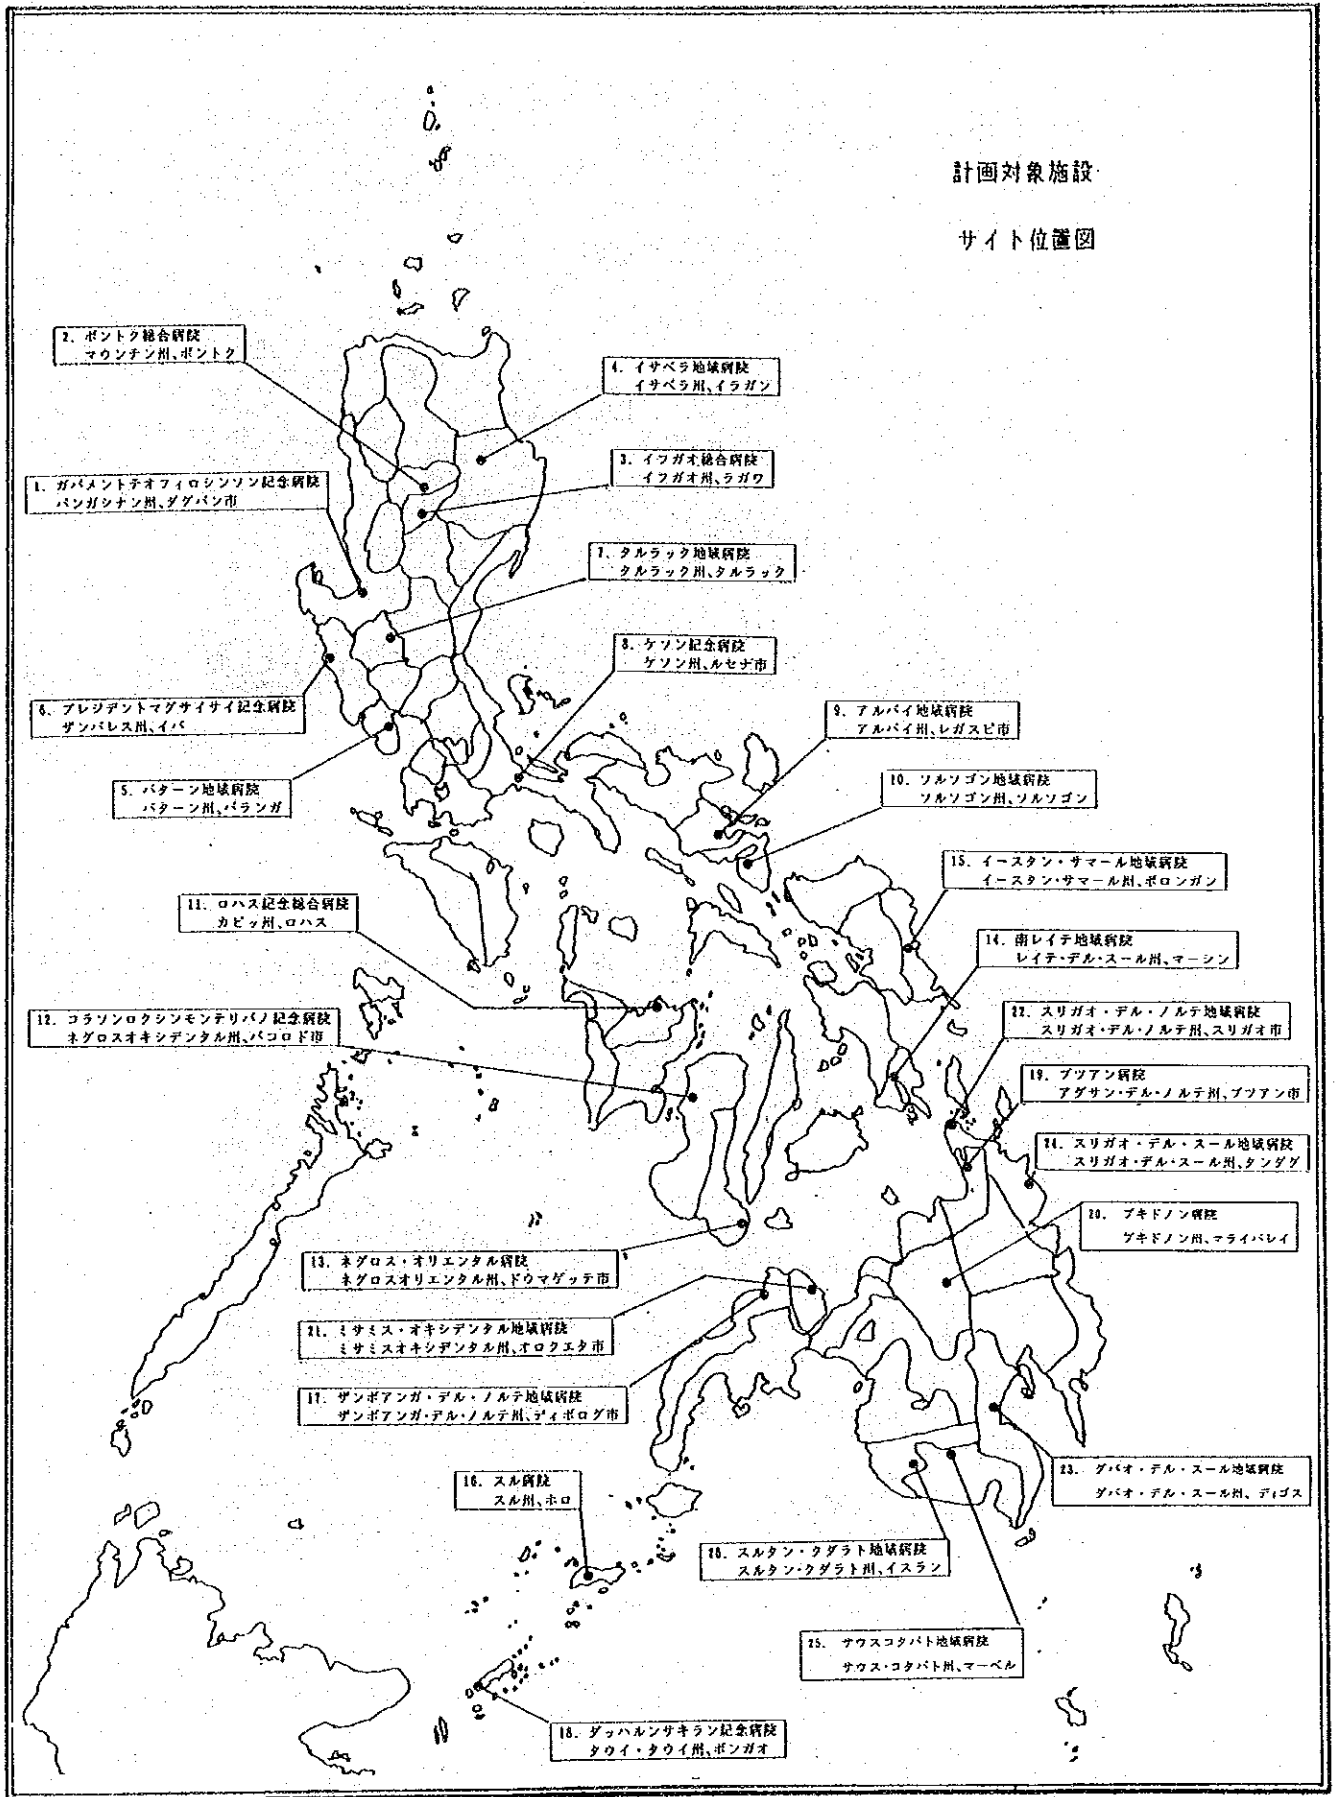 計画対象施設
サイト位置図
2. ボントク総合病院
マウンテン州、ボントク
4. イサベラ地域病院
イサベラ州、イラガン
3. イフガオ総合病院
イフガオ州、ラガワ
1. ガバメントテオフィロシンソン記念病院
パンガシナン州、ダグパン市
7. タルラック地域病院
タルラック州、タルラック
8. ケソン記念病院
ケソン州、ルセナ市
6. プレジデントマグサイサイ記念病院
ザンバレス州、イバ
9. アルバイ地域病院
アルバイ州、レガスピ市
5. バターン地域病院
バターン州、バランガ
10. ソルソゴン地域病院
ソルソゴン州、ソルソゴン
15. イースタン・サマール地域病院
イースタン・サマール州、ボロンガン
11. ロハス記念総合病院
カピッ州、ロハス
14. 南レイテ地域病院
レイテ・デル・スール州、マーシン
12. コラソンロクシンモンテリバノ記念病院
ネグロスオキシデンタル州、バコロド市
22. スリガオ・デル・ノルテ地域病院
スリガオ・デル・ノルテ州、スリガオ市
19. ブツアン病院
アグサン・デル・ノルテ州、ブツアン市
24. スリガオ・デル・スール地域病院
スリガオ・デル・スール州、タンダグ
20. ブキドノン病院
ブキドノン州、マライバレイ
13. ネグロス・オリエンタル病院
ネグロスオリエンタル州、ドウマゲッテ市
21. ミサミス・オキシデンタル地域病院
ミサミスオキシデンタル州、オロクエタ市
17. ザンボアンガ・デル・ノルテ地域病院
ザンボアンガ・デル・ノルテ州、ディポログ市
23. ダバオ・デル・スール地域病院
ダバオ・デル・スール州、ディゴス
16. スル病院
スル州、ホロ
26. スルタン・クダラト地域病院
スルタン・クダラト州、イスラン
25. サウスコタバト地域病院
サウス・コタバト州、マーベル
18. ダッハルンサキラン記念病院
タウイ・タウイ州、ボンガオ